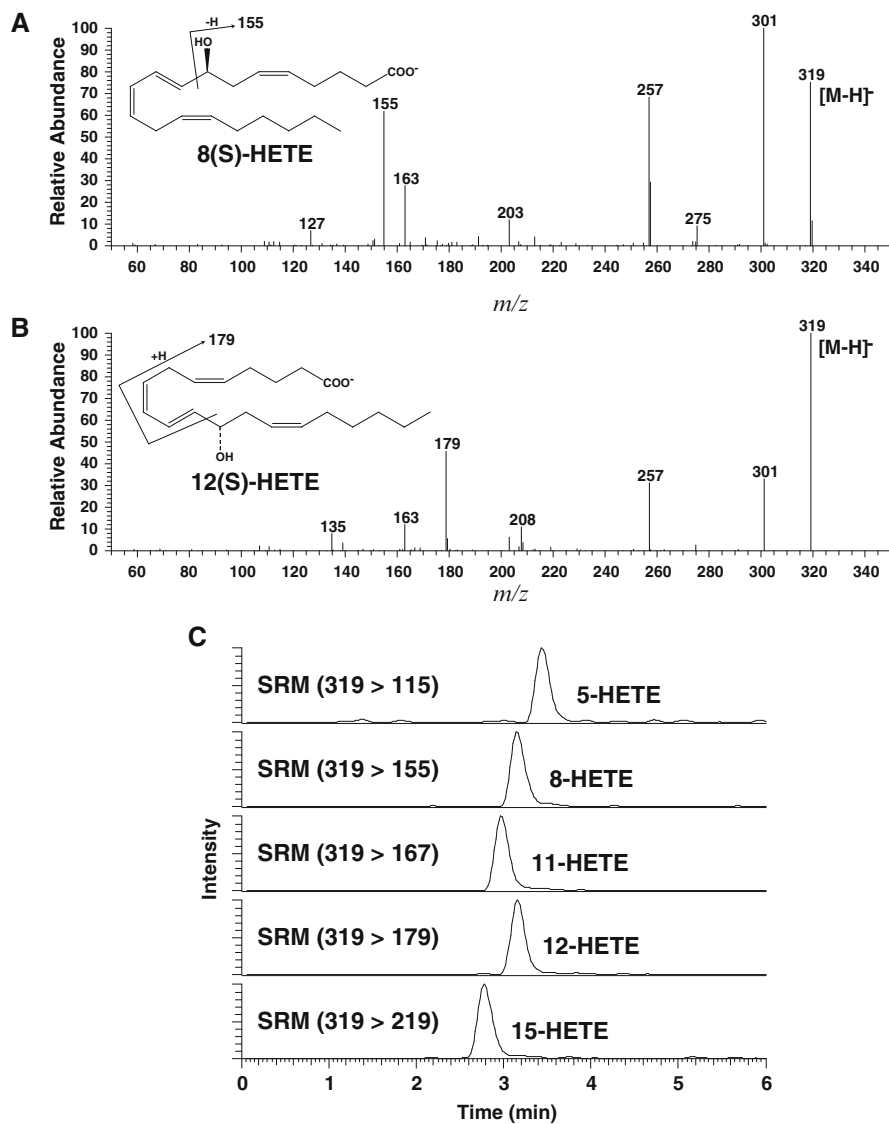 A
-H
155
HO
COO-
8(S)-HETE
Relative Abundance
100
90
80
70
60
50
40
30
20
10
0
127
155
163
203
257
275
301
319
[M-H]-
60 80 100 120 140 160 180 200 220 240 260 280 300 320 340
m/z
B
+H
179
COO-
OH
12(S)-HETE
Relative Abundance
100
90
80
70
60
50
40
30
20
10
0
135
163
179
208
257
301
319
[M-H]-
60 80 100 120 140 160 180 200 220 240 260 280 300 320 340
m/z
C
Intensity
SRM (319 > 115) 5-HETE
SRM (319 > 155) 8-HETE
SRM (319 > 167) 11-HETE
SRM (319 > 179) 12-HETE
SRM (319 > 219) 15-HETE
0 1 2 3 4 5 6
Time (min)